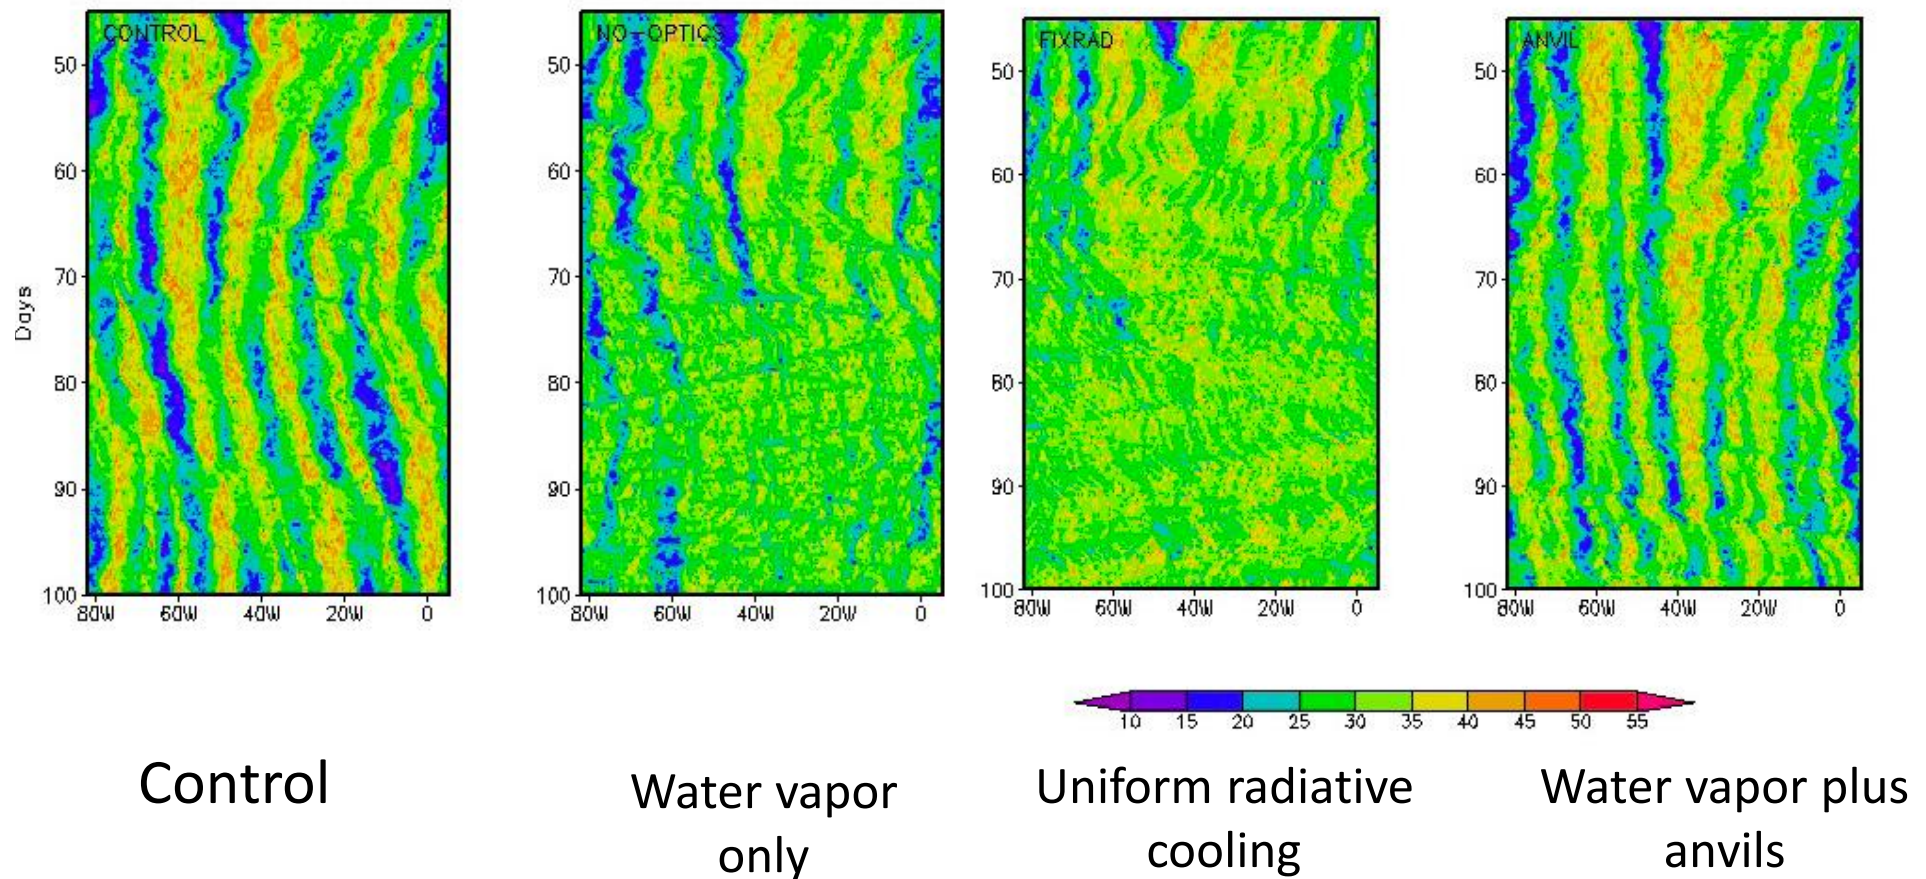 CONTROL
NO-OPTICS
FIXRAD
ANVIL
Days
50
60
70
80
90
100
80W 60W 40W 20W 0
50
60
70
80
90
100
80W 60W 40W 20W 0
50
60
70
80
90
100
80W 60W 40W 20W 0
50
60
70
80
90
100
80W 60W 40W 20W 0
10 15 20 25 30 35 40 45 50 55
Control
Water vapor
only
Uniform radiative
cooling
Water vapor plus
anvils